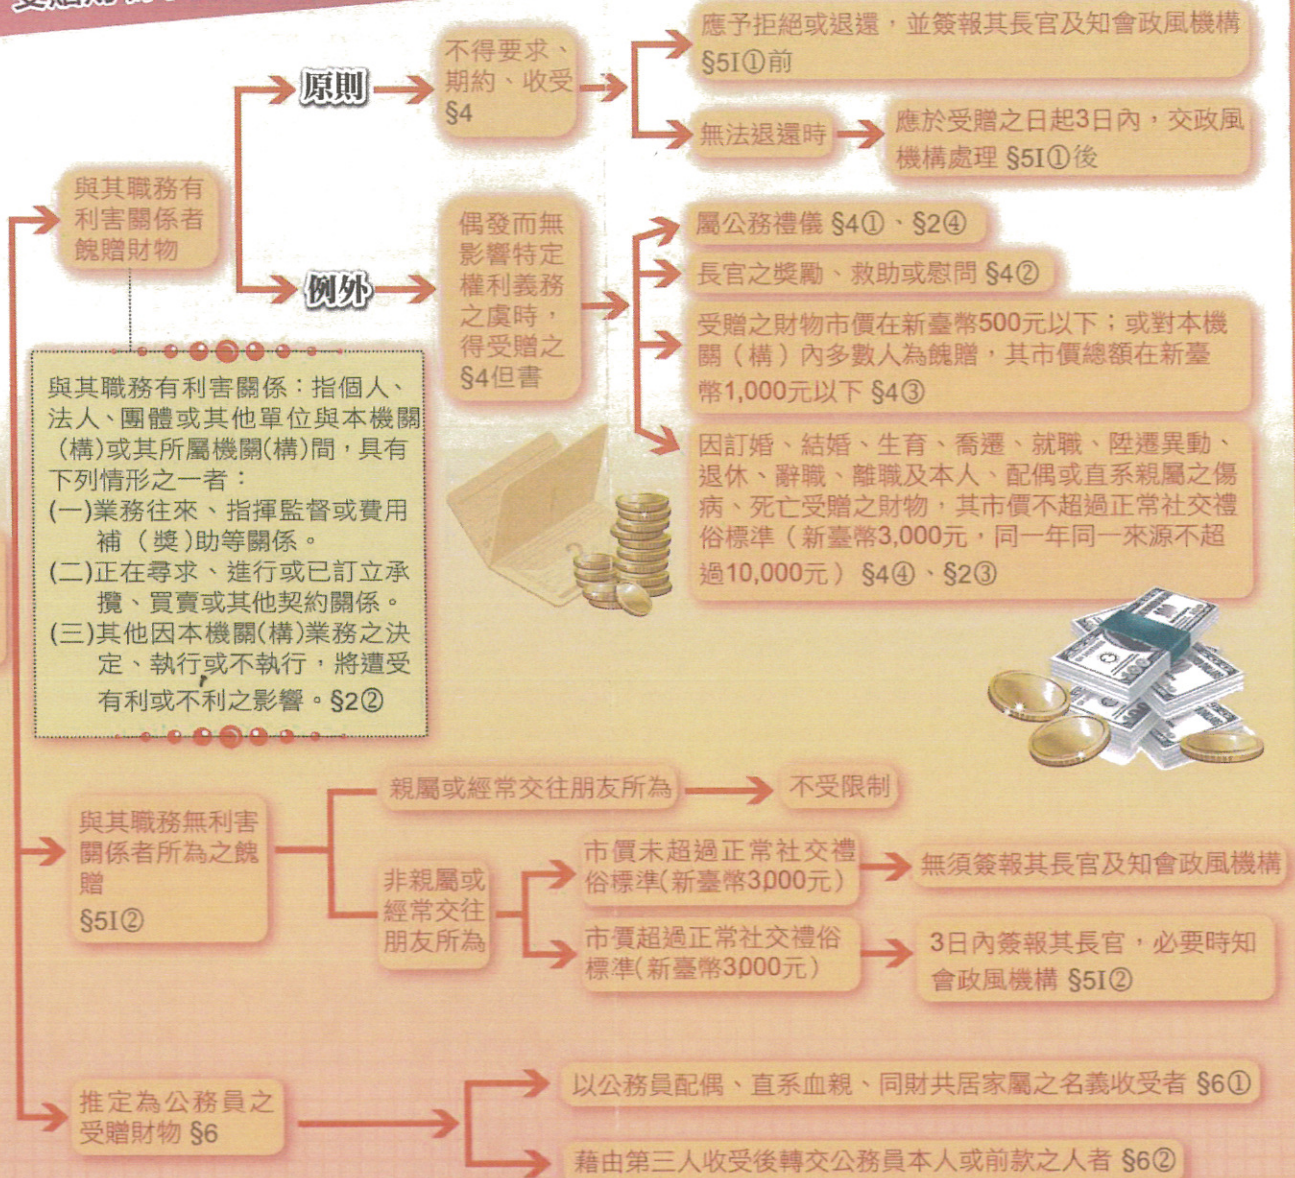 與其職務有
利害關係者
餽贈財物
原則
不得要求、
期約、收受
§4
應予拒絕或退還，並簽報其長官及知會政風機構
§5I①前
無法退還時
應於受贈之日起3日內，交政風
機構處理 §5I①後
例外
偶發而無
影響特定
權利義務
之虞時，
得受贈之
§4但書
屬公務禮儀 §4①、§2④
長官之獎勵、救助或慰問 §4②
受贈之財物市價在新臺幣500元以下；或對本機
關（構）內多數人為餽贈，其市價總額在新臺
幣1,000元以下 §4③
因訂婚、結婚、生育、喬遷、就職、陞遷異動、
退休、辭職、離職及本人、配偶或直系親屬之傷
病、死亡受贈之財物，其市價不超過正常社交禮
俗標準（新臺幣3,000元，同一年同一來源不超
過10,000元） §4④、§2③
與其職務有利害關係：指個人、
法人、團體或其他單位與本機關
(構)或其所屬機關(構)間，具有
下列情形之一者：
(一)業務往來、指揮監督或費用
補（獎)助等關係。
(二)正在尋求、進行或已訂立承
攬、買賣或其他契約關係。
(三)其他因本機關(構)業務之決
定、執行或不執行，將遭受
有利或不利之影響。§2②
與其職務無利害
關係者所為之餽
贈
§5I②
親屬或經常交往朋友所為
不受限制
非親屬或
經常交往
朋友所為
市價未超過正常社交禮
俗標準(新臺幣3,000元）
無須簽報其長官及知會政風機構
市價超過正常社交禮俗
標準(新臺幣3,000元）
3日內簽報其長官，必要時知
會政風機構 §5I②
推定為公務員之
受贈財物 §6
以公務員配偶、直系血親、同財共居家屬之名義收受者 §6①
藉由第三人收受後轉交公務員本人或前款之人者 §6②